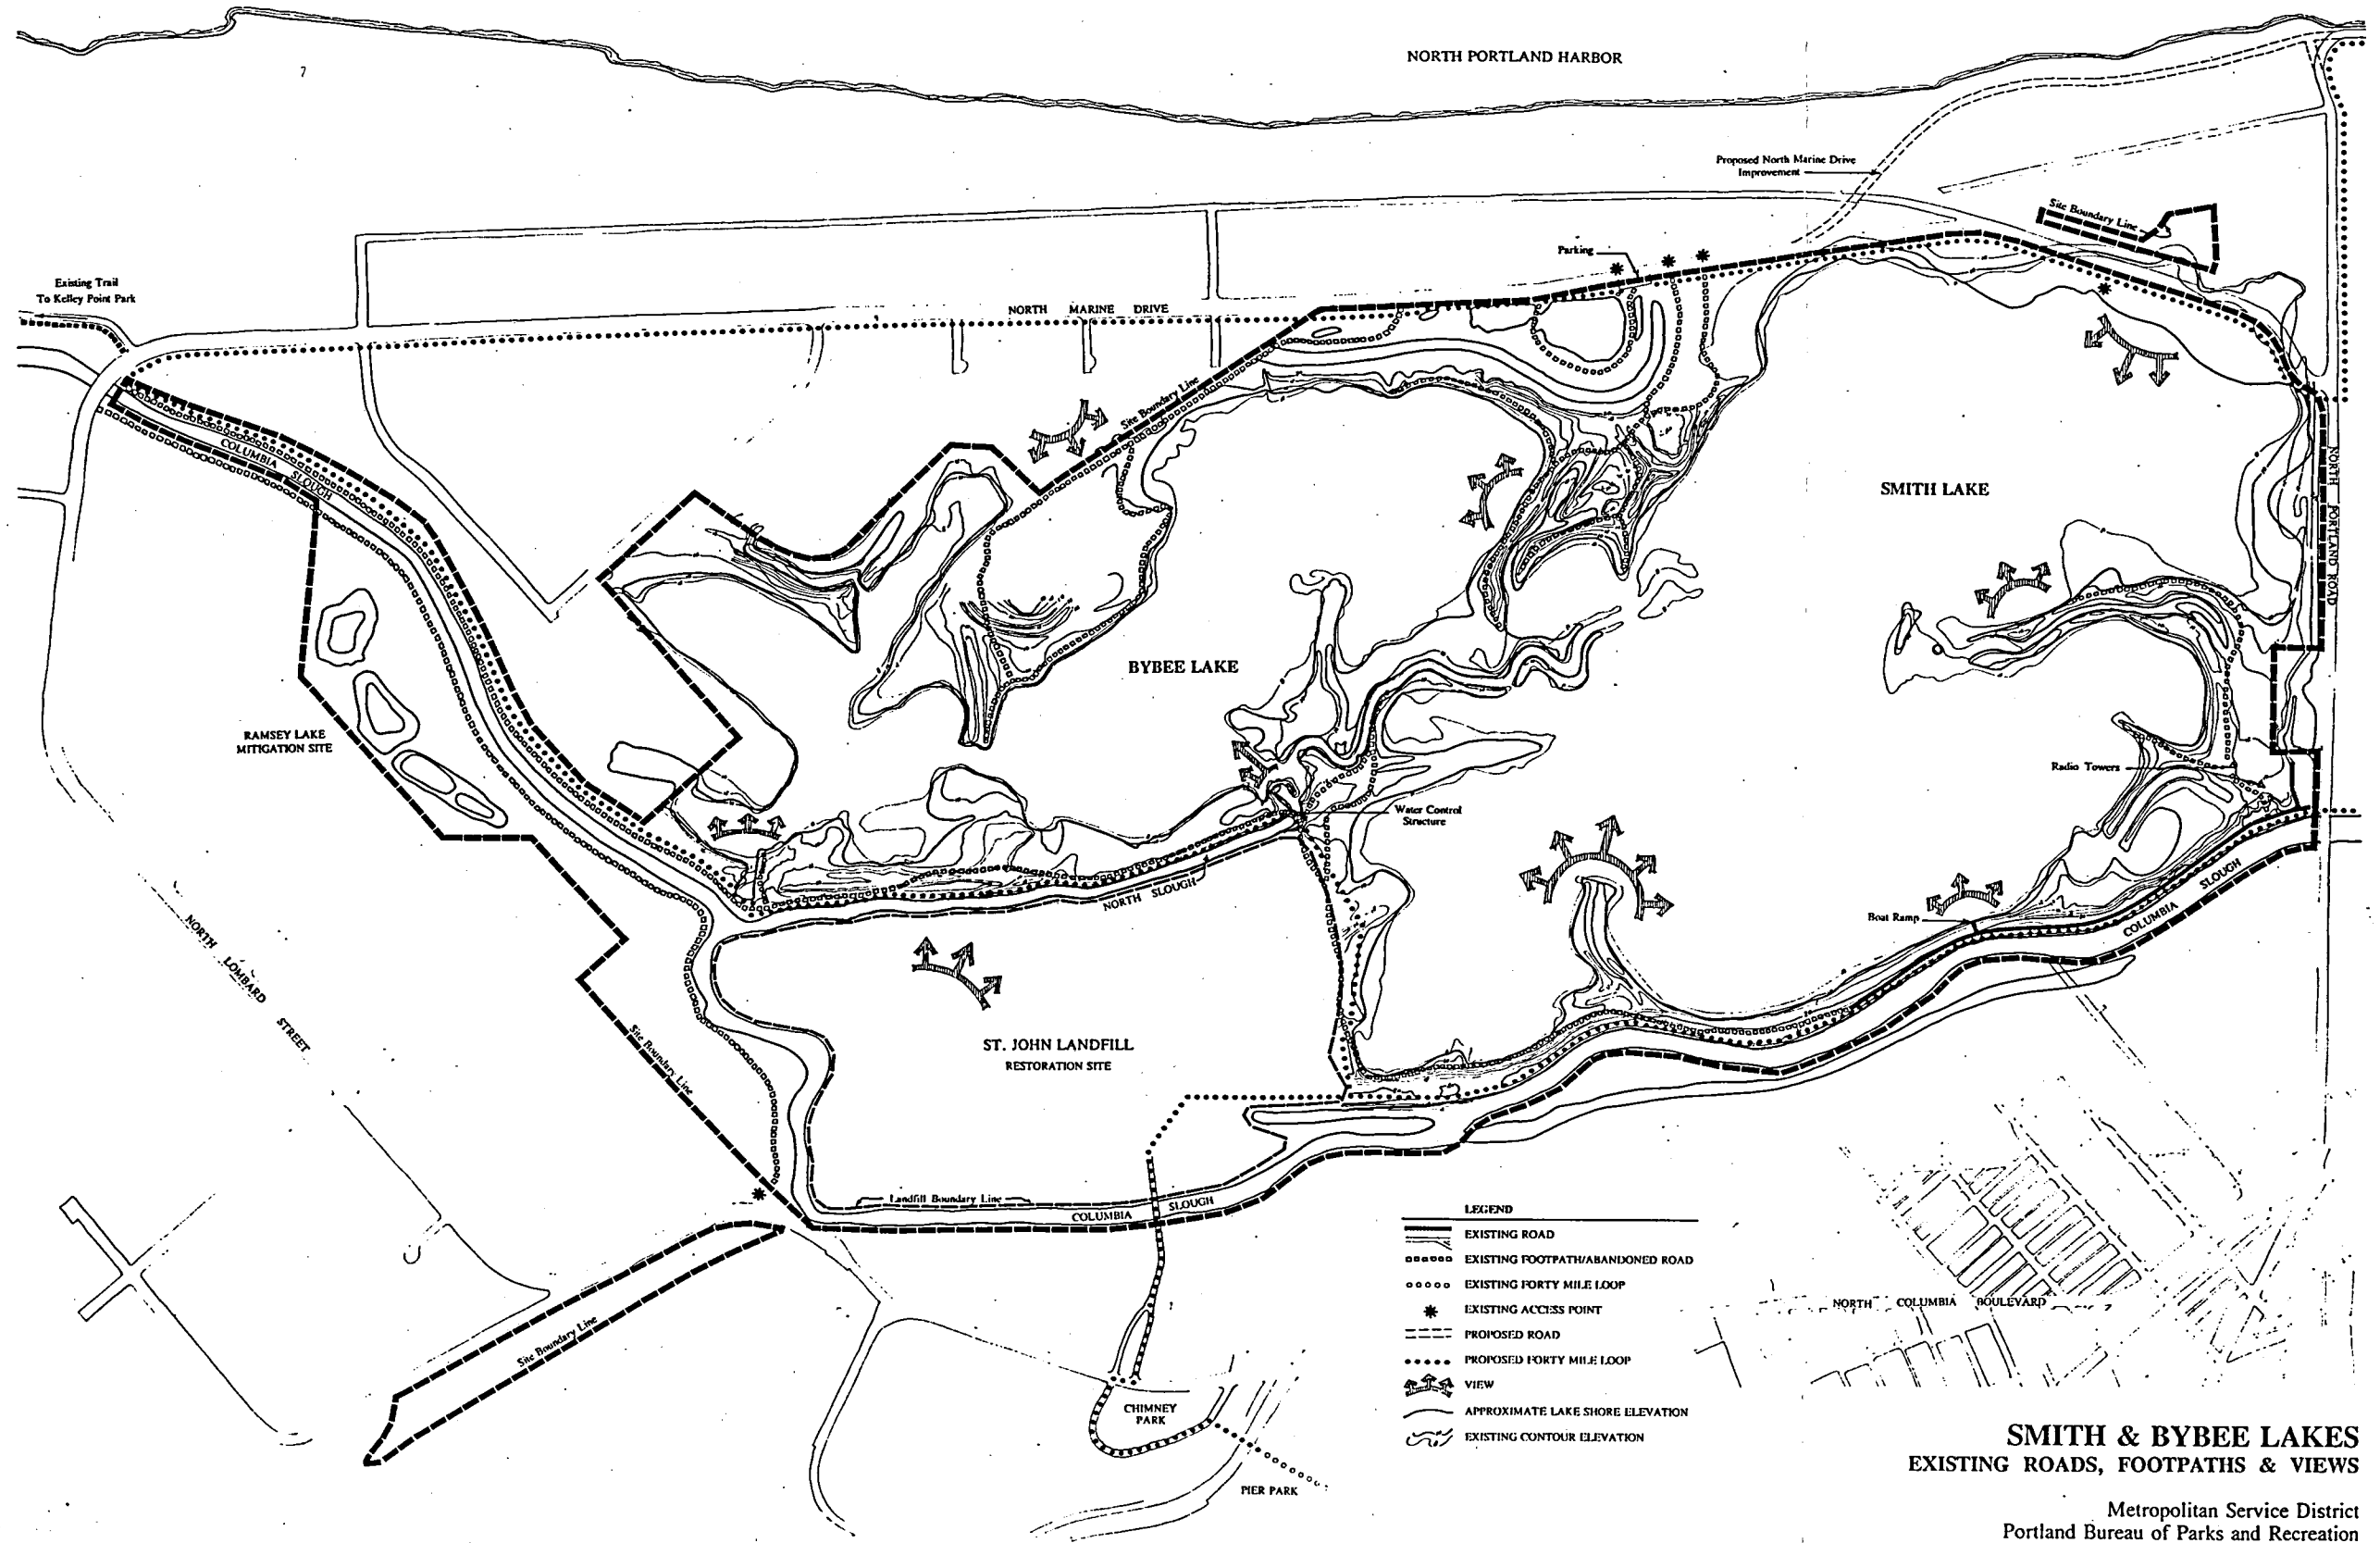 NORTH PORTLAND HARBOR
Proposed North Marine Drive
Improvement
Site Boundary Line
Parking
Existing Trail
To Kelley Point Park
NORTH MARINE DRIVE
Site Boundary Line
COLUMBIA SLOUGH
SMITH LAKE
NORTH PORTLAND ROAD
BYBEE LAKE
RAMSEY LAKE
MITIGATION SITE
Radio Towers
Water Control
Structure
NORTH SLOUGH
Boat Ramp
COLUMBIA SLOUGH
NORTH LOMBARD STREET
Site Boundary Line
ST. JOHN LANDFILL
RESTORATION SITE
Landfill Boundary Line
COLUMBIA SLOUGH
Site Boundary Line
LEGEND
EXISTING ROAD
EXISTING FOOTPATH/ABANDONED ROAD
EXISTING FORTY MILE LOOP
EXISTING ACCESS POINT
PROPOSED ROAD
PROPOSED FORTY MILE LOOP
VIEW
APPROXIMATE LAKE SHORE ELEVATION
EXISTING CONTOUR ELEVATION
NORTH COLUMBIA BOULEVARD
CHIMNEY
PARK
PIER PARK
SMITH & BYBEE LAKES
EXISTING ROADS, FOOTPATHS & VIEWS
Metropolitan Service District
Portland Bureau of Parks and Recreation